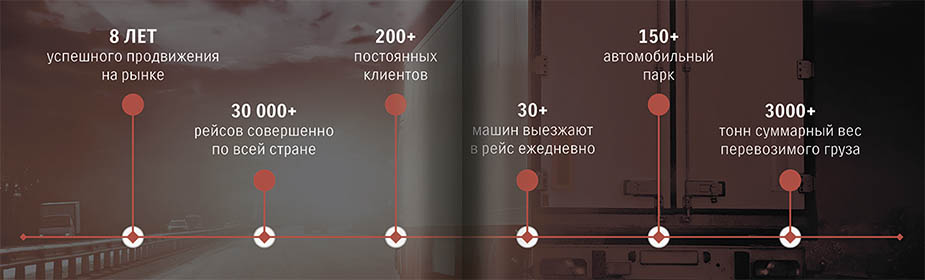 8 ЛЕТ
успешного продвижения
на рынке
30 000+
рейсов совершенно
по всей стране
200+
постоянных
клиентов
30+
машин выезжают
в рейс ежедневно
150+
автомобильный
парк
3000+
тонн суммарный вес
перевозимого груза